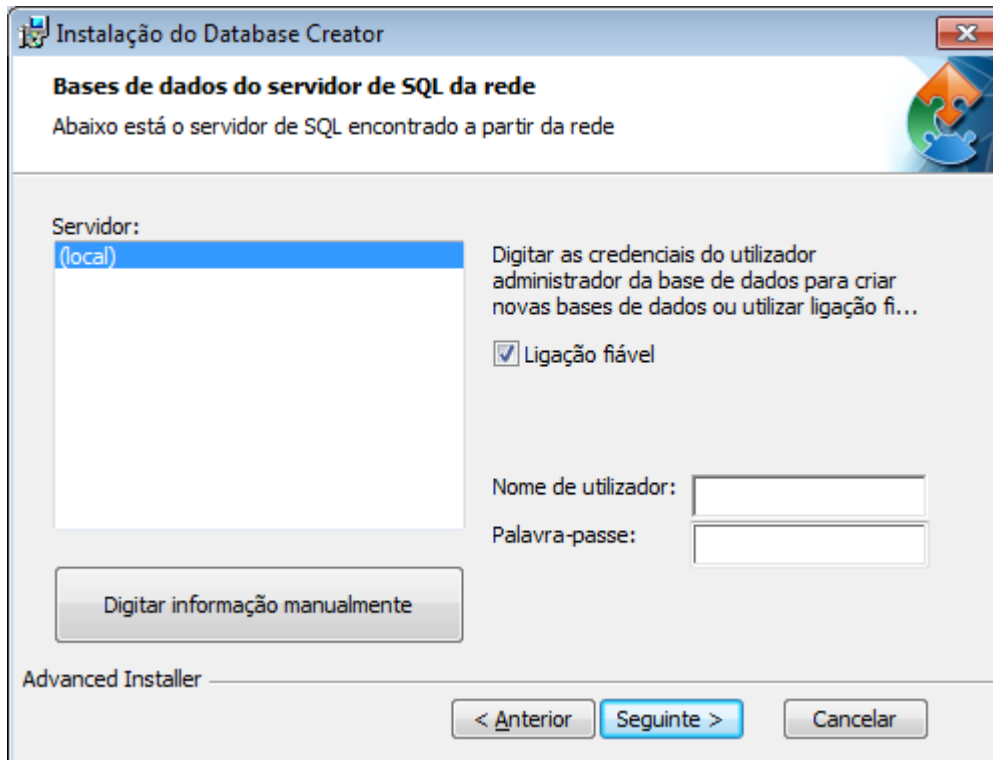 Instalação do Database Creator
Bases de dados do servidor de SQL da rede
Abaixo está o servidor de SQL encontrado a partir da rede
Servidor:
(local)
Digitar as credenciais do utilizador
administrador da base de dados para criar
novas bases de dados ou utilizar ligação fi...
Ligação fiável
Nome de utilizador:
Palavra-passe:
Digitar informação manualmente
Advanced Installer
< Anterior
Seguinte >
Cancelar